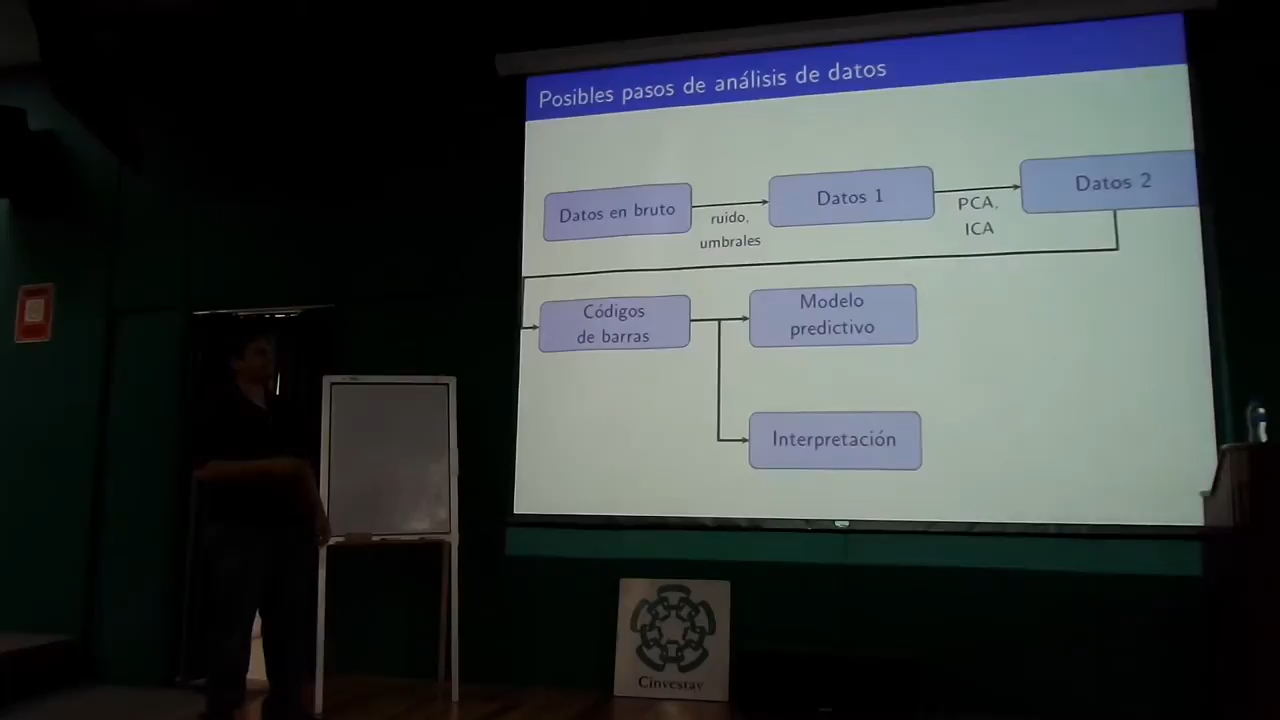 Posibles pasos de análisis de datos
Datos en bruto
ruido,
umbrales
Datos 1
PCA,
ICA
Datos 2
Códigos
de barras
Modelo
predictivo
Interpretación
Cinvestav